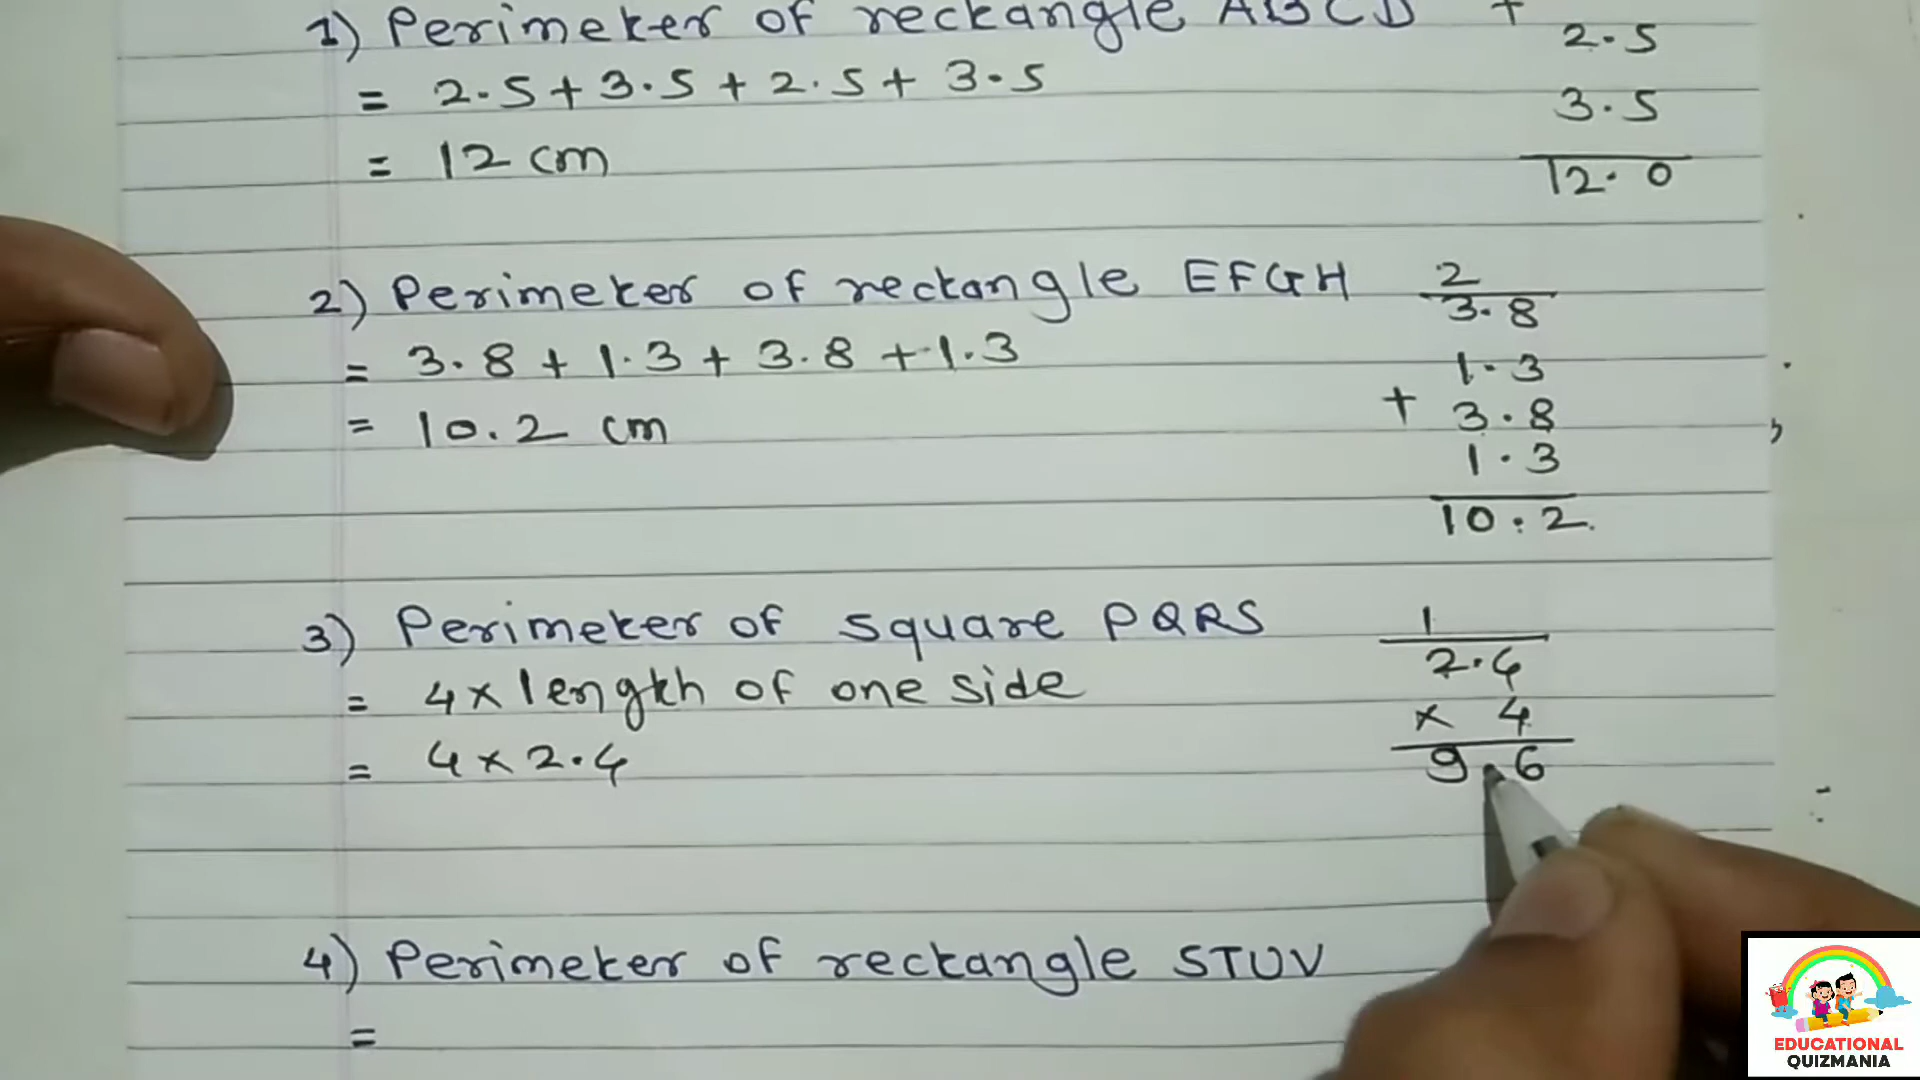 1) Perimeter of rectangle ABCD
= 2.5 + 3.5 + 2.5 + 3.5
= 12 cm
+ 2.5
3.5
12.0
2) Perimeter of rectangle EFGH
= 3.8 + 1.3 + 3.8 + 1.3
= 10.2 cm
2
3.8
1.3
+ 3.8
1.3
10.2
3) Perimeter of square PQRS
= 4 × length of one side
= 4 × 2.4
1
2.4
× 4
9.6
4) Perimeter of rectangle STUV
=
EDUCATIONAL
QUIZMANIA